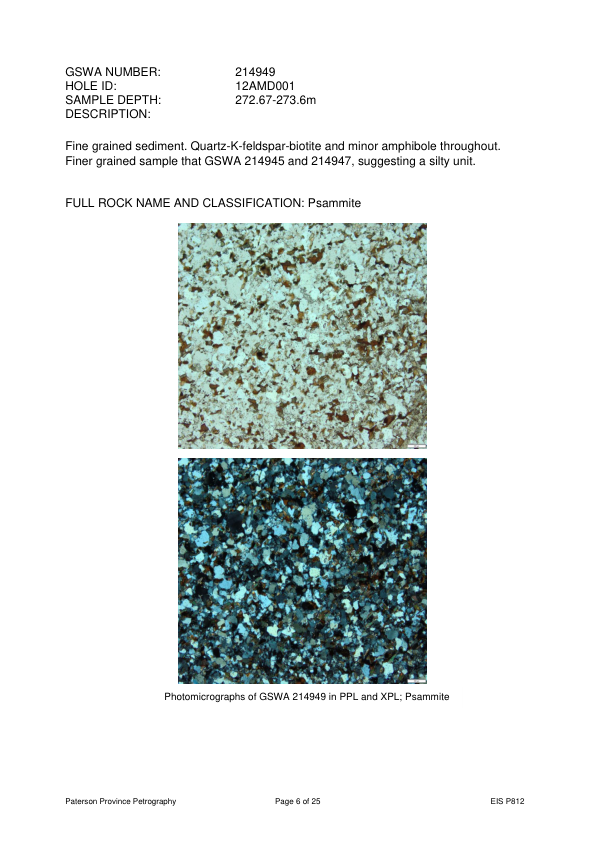 GSWA NUMBER: 214949
HOLE ID: 12AMD001
SAMPLE DEPTH: 272.67-273.6m
DESCRIPTION:
Fine grained sediment. Quartz-K-feldspar-biotite and minor amphibole throughout.
Finer grained sample that GSWA 214945 and 214947, suggesting a silty unit.
FULL ROCK NAME AND CLASSIFICATION: Psammite
Photomicrographs of GSWA 214949 in PPL and XPL; Psammite
Paterson Province Petrography Page 6 of 25 EIS P812